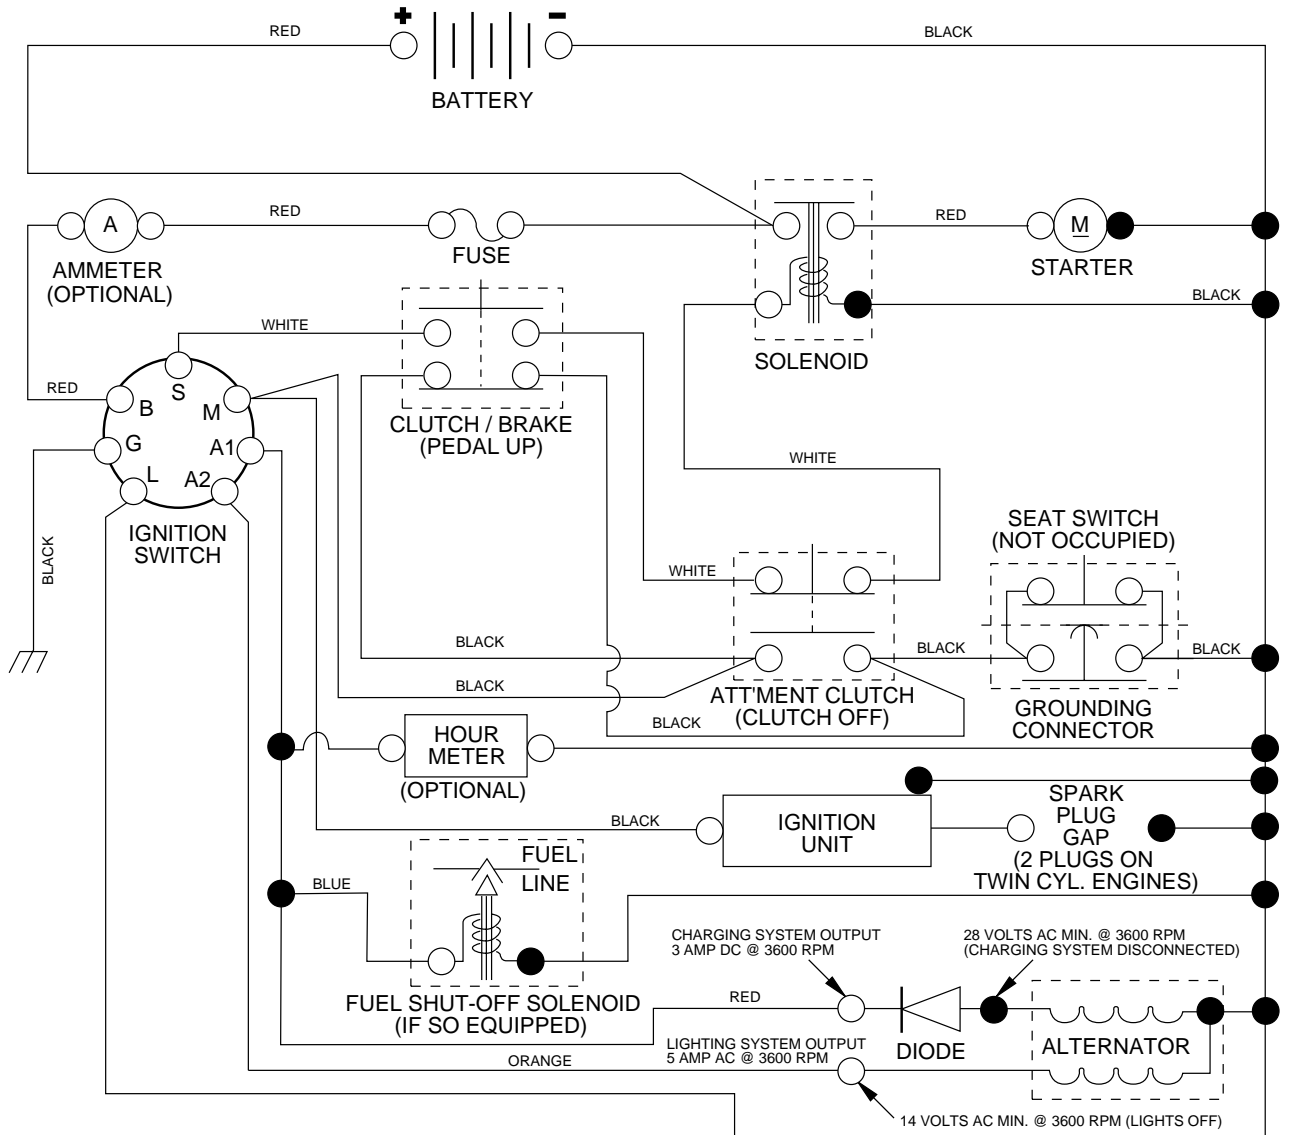 RED
+
-
BLACK
BATTERY
A
RED
FUSE
RED
M
AMMETER
(OPTIONAL)
STARTER
BLACK
SOLENOID
WHITE
S
RED
B
M
G
A1
L
A2
IGNITION
SWITCH
BLACK
CLUTCH / BRAKE
(PEDAL UP)
WHITE
SEAT SWITCH
(NOT OCCUPIED)
WHITE
BLACK
BLACK
BLACK
BLACK
BLACK
ATT'MENT CLUTCH
(CLUTCH OFF)
GROUNDING
CONNECTOR
HOUR
METER
(OPTIONAL)
BLACK
IGNITION
UNIT
SPARK
PLUG
GAP
(2 PLUGS ON
TWIN CYL. ENGINES)
FUEL
LINE
BLUE
FUEL SHUT-OFF SOLENOID
(IF SO EQUIPPED)
CHARGING SYSTEM OUTPUT
3 AMP DC @ 3600 RPM
28 VOLTS AC MIN. @ 3600 RPM
(CHARGING SYSTEM DISCONNECTED)
RED
DIODE
ALTERNATOR
LIGHTING SYSTEM OUTPUT
5 AMP AC @ 3600 RPM
ORANGE
14 VOLTS AC MIN. @ 3600 RPM (LIGHTS OFF)